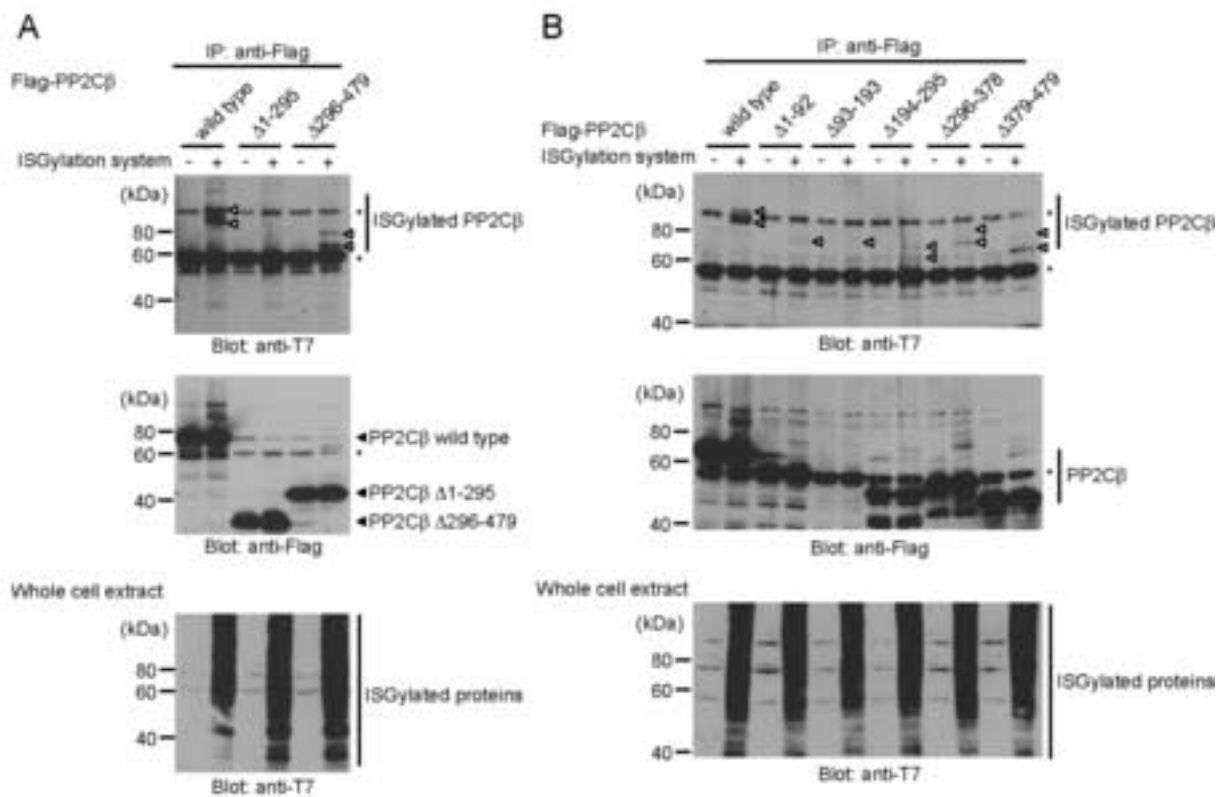 A
IP: anti-Flag
Flag-PP2Cβ
wild type
Δ1-295
Δ296-479
ISGylation system
- + - + - +
(kDa)
80
60
40
*
ISGylated PP2Cβ
*
Blot: anti-T7
(kDa)
80
60
40
PP2Cβ wild type
*
PP2Cβ Δ1-295
PP2Cβ Δ296-479
Blot: anti-Flag
Whole cell extract
(kDa)
80
60
40
ISGylated proteins
Blot: anti-T7
B
IP: anti-Flag
Flag-PP2Cβ
wild type
Δ1-92
Δ93-193
Δ194-295
Δ296-378
Δ379-479
ISGylation system
- + - + - + - + - + - +
(kDa)
80
60
40
*
ISGylated PP2Cβ
*
Blot: anti-T7
(kDa)
80
60
40
*
PP2Cβ
Blot: anti-Flag
Whole cell extract
(kDa)
80
60
40
ISGylated proteins
Blot: anti-T7